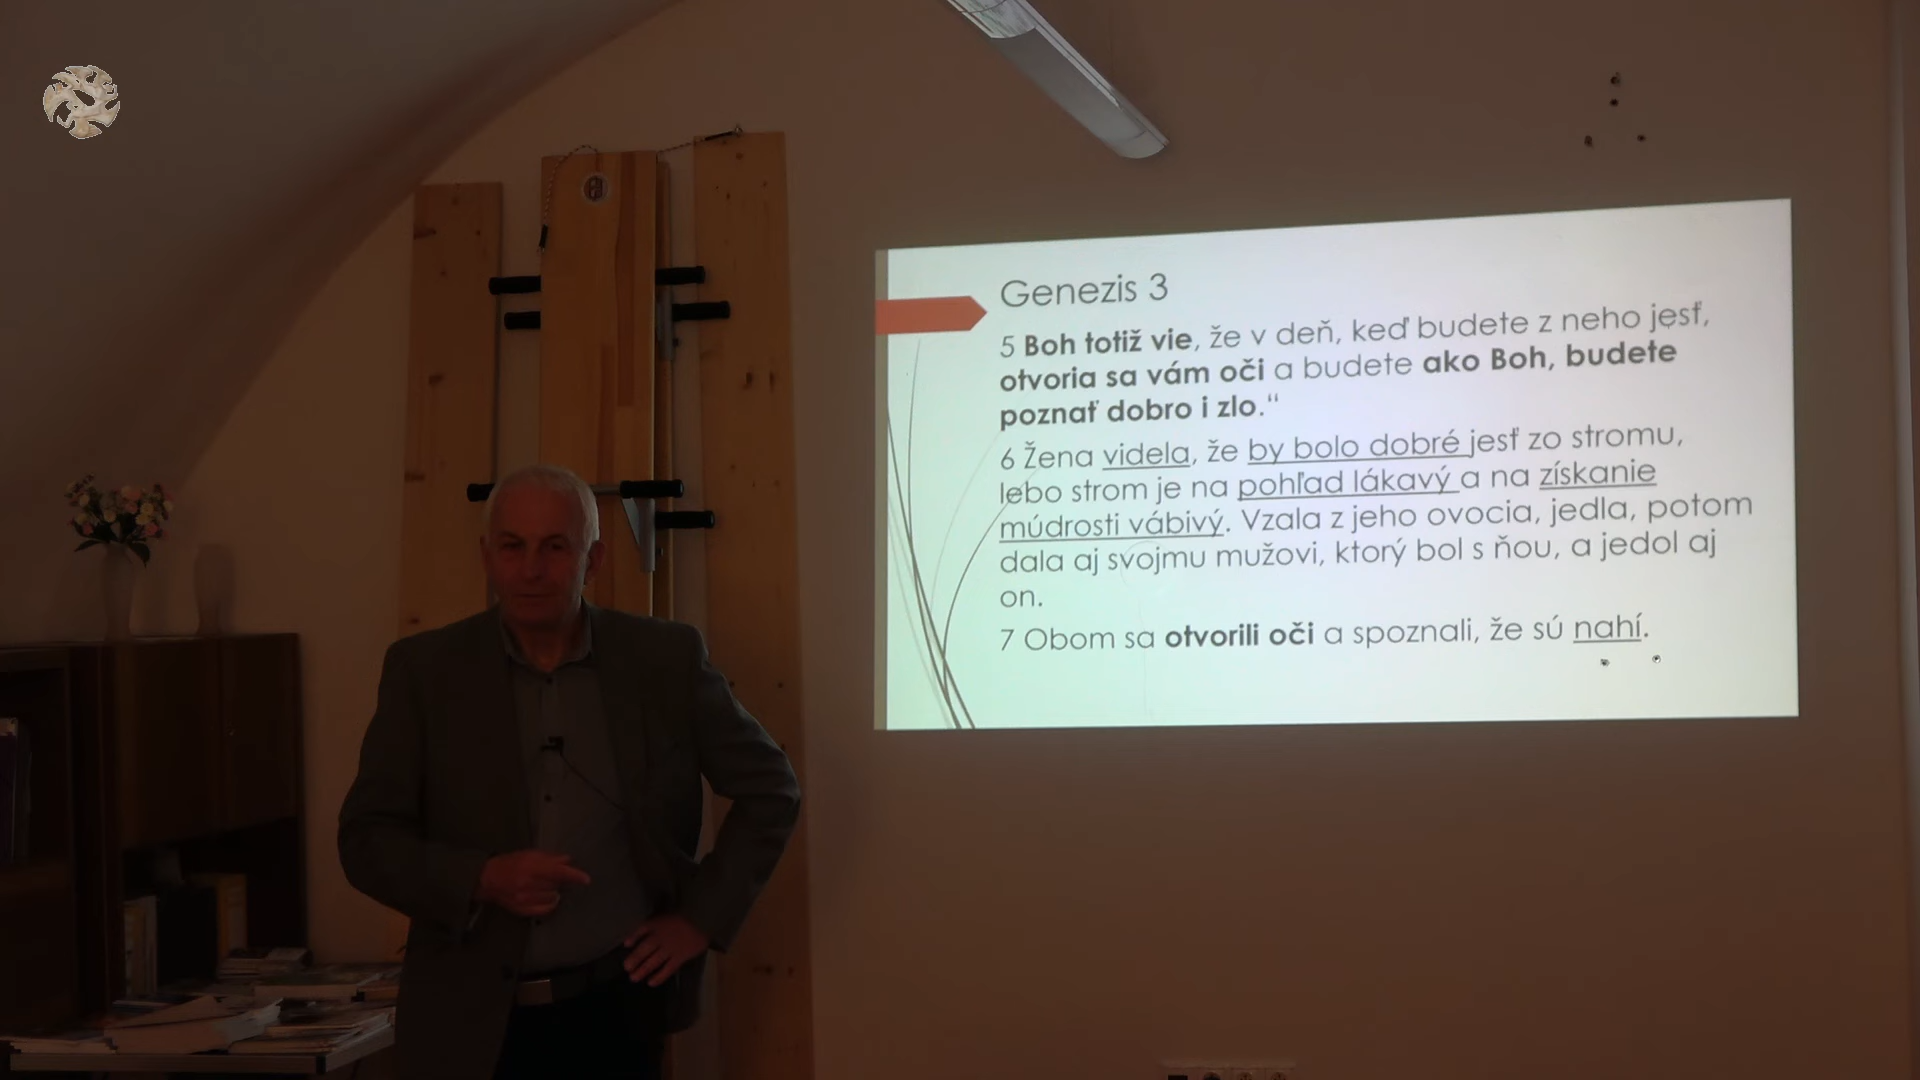 Genezis 3
5 Boh totiž vie, že v deň, keď budete z neho jesť,
otvoria sa vám oči a budete ako Boh, budete
poznať dobro i zlo.“
6 Žena videla, že by bolo dobré jesť zo stromu,
lebo strom je na pohľad lákavý a na získanie
múdrosti vábivý. Vzala z jeho ovocia, jedla, potom
dala aj svojmu mužovi, ktorý bol s ňou, a jedol aj
on.
7 Obom sa otvorili oči a spoznali, že sú nahí.